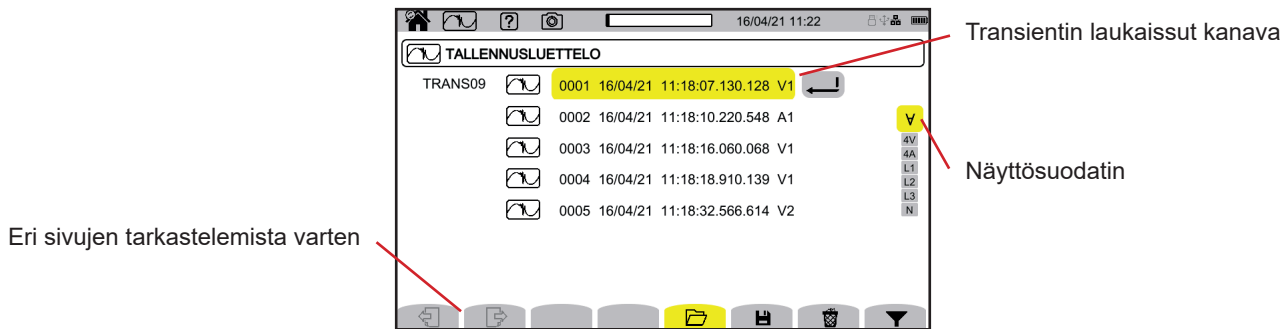 16/04/21 11:22
Transientin laukaissut kanava
TALLENNUSLUETTELO
TRANS09 0001 16/04/21 11:18:07.130.128 V1
0002 16/04/21 11:18:10.220.548 A1
∀
0003 16/04/21 11:18:16.060.068 V1
4V
4A
0004 16/04/21 11:18:18.910.139 V1
L1
L2
Näyttösuodatin
L3
0005 16/04/21 11:18:32.566.614 V2
N
Eri sivujen tarkastelemista varten